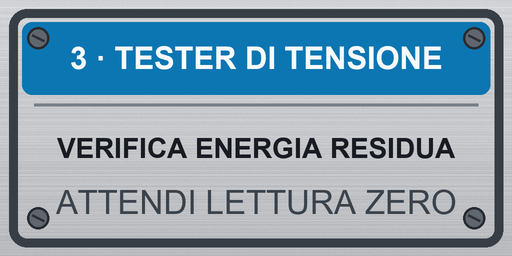 3 · TESTER DI TENSIONE
VERIFICA ENERGIA RESIDUA
ATTENDI LETTURA ZERO